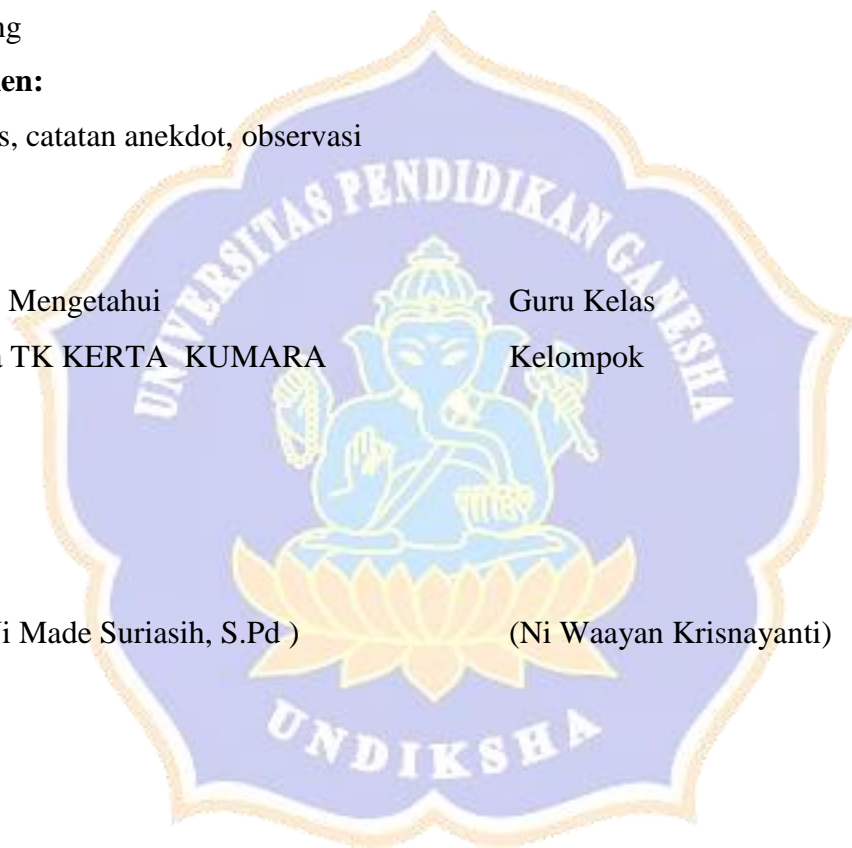 ng
en:
s, catatan anekdot, observasi
UNIVERSITAS PENDIDIKAN GANESHA
Mengetahui Guru Kelas
a TK KERTA KUMARA Kelompok
i Made Suriasih, S.Pd ) (Ni Waayan Krisnayanti)
UNDIKSHA